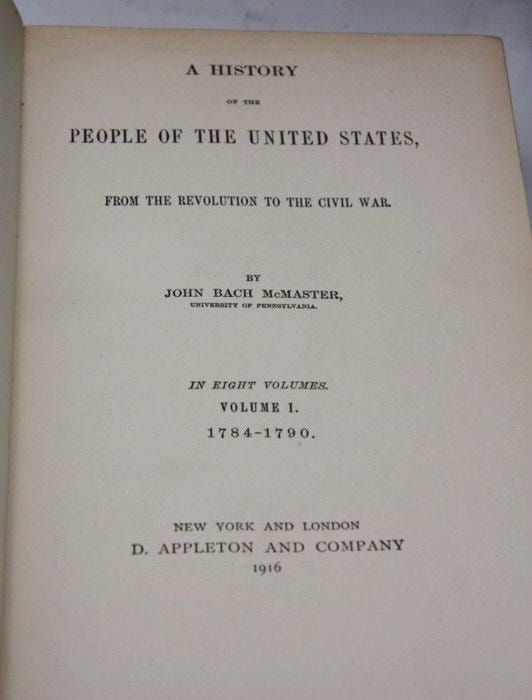 A HISTORY
OF THE
PEOPLE OF THE UNITED STATES,
FROM THE REVOLUTION TO THE CIVIL WAR.
BY
JOHN BACH McMASTER,
UNIVERSITY OF PENNSYLVANIA.
IN EIGHT VOLUMES.
VOLUME I.
1784-1790.
NEW YORK AND LONDON
D. APPLETON AND COMPANY
1916